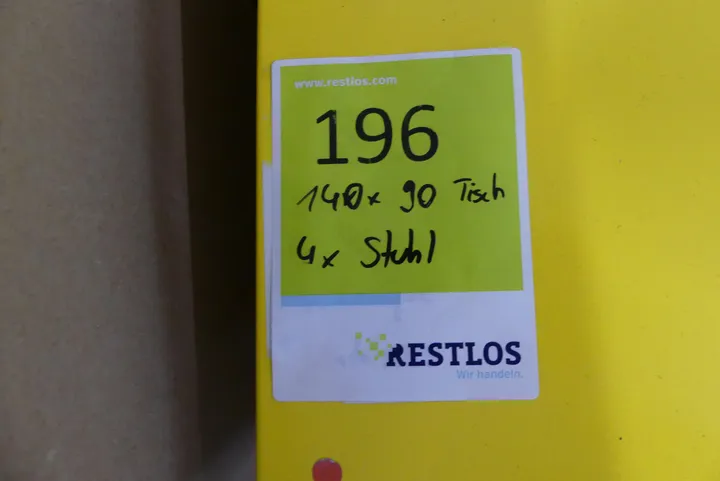 www.restlos.com
196
140x 90 Tisch
4x Stuhl
RESTLOS
Wir handeln.